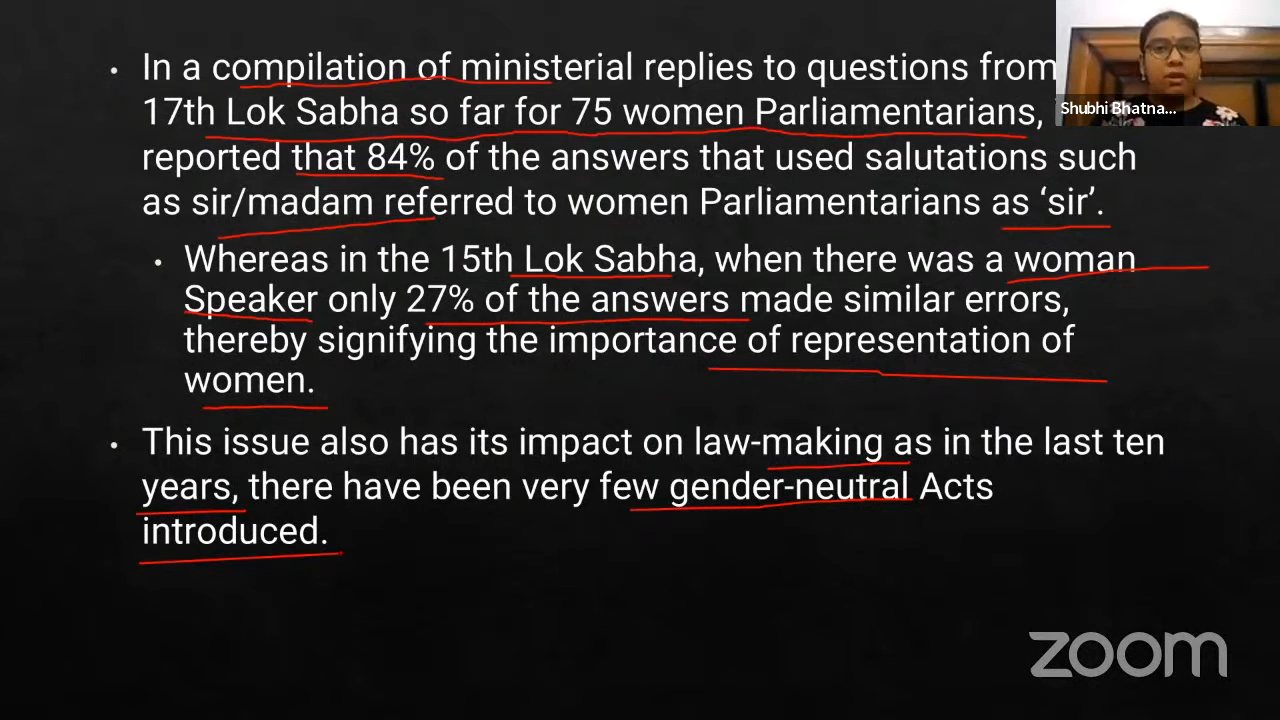 • In a compilation of ministerial replies to questions from
17th Lok Sabha so far for 75 women Parliamentarians,
reported that 84% of the answers that used salutations such
as sir/madam referred to women Parliamentarians as ‘sir’.
• Whereas in the 15th Lok Sabha, when there was a woman
Speaker only 27% of the answers made similar errors,
thereby signifying the importance of representation of
women.
• This issue also has its impact on law-making as in the last ten
years, there have been very few gender-neutral Acts
introduced.
Shubhi Bhatna...
zoom